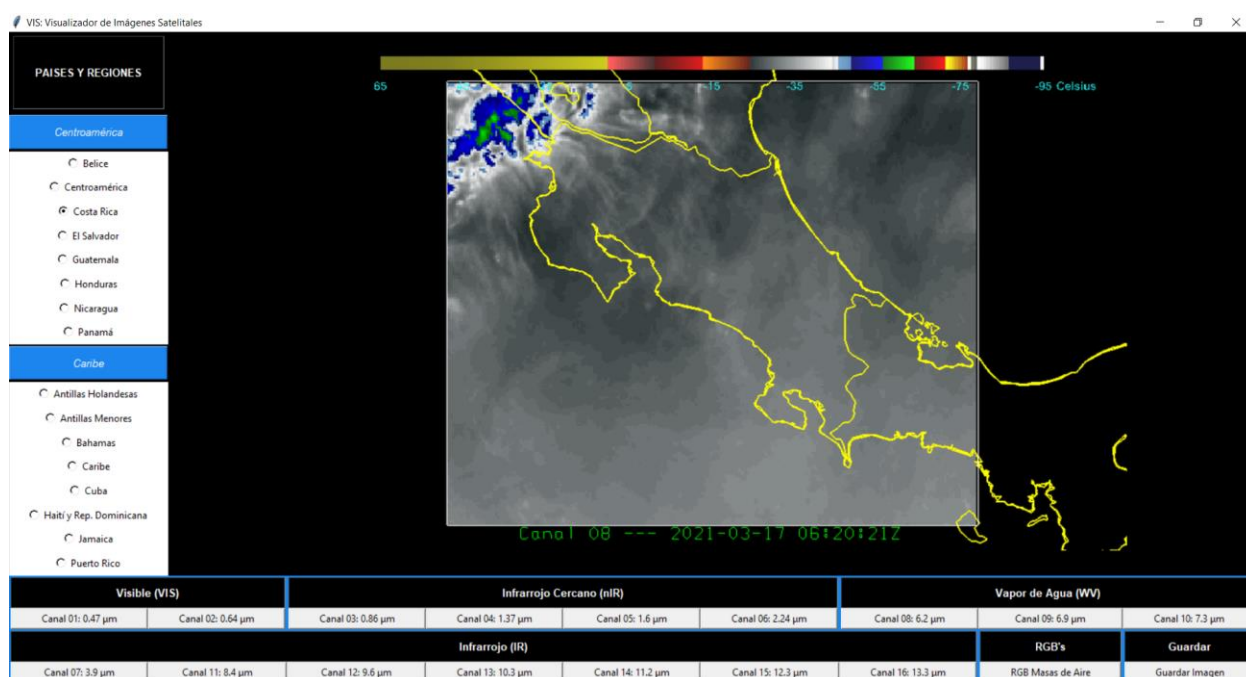 VIS: Visualizador de Imágenes Satelitales
PAISES Y REGIONES
Centroamérica
Belice
Centroamérica
Costa Rica
El Salvador
Guatemala
Honduras
Nicaragua
Panamá
Caribe
Antillas Holandesas
Antillas Menores
Bahamas
Caribe
Cuba
Haití y Rep. Dominicana
Jamaica
Puerto Rico
65 -15 -35 -55 -75 -95 Celsius
Canal 08 --- 2021-03-17 06:20:21Z
Visible (VIS) Infrarrojo Cercano (nIR) Vapor de Agua (WV)
Canal 01: 0.47 µm Canal 02: 0.64 µm Canal 03: 0.86 µm Canal 04: 1.37 µm Canal 05: 1.6 µm Canal 06: 2.24 µm Canal 08: 6.2 µm Canal 09: 6.9 µm Canal 10: 7.3 µm
Infrarrojo (IR) RGB's Guardar
Canal 07: 3.9 µm Canal 11: 8.4 µm Canal 12: 9.6 µm Canal 13: 10.3 µm Canal 14: 11.2 µm Canal 15: 12.3 µm Canal 16: 13.3 µm RGB Masas de Aire Guardar Imagen